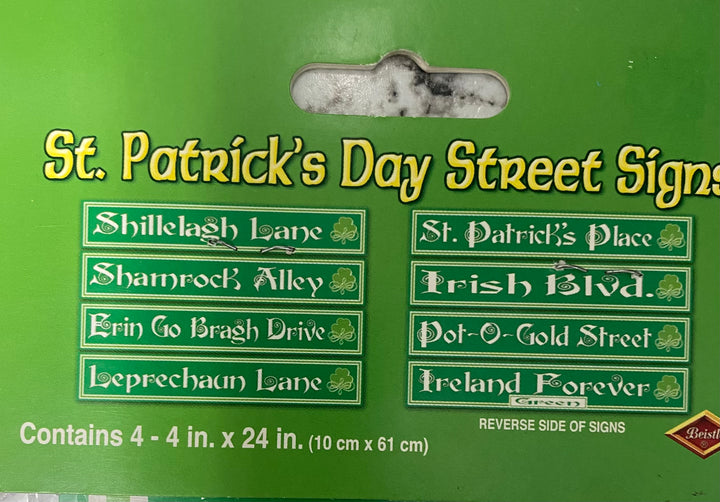 St. Patrick's Day Street Signs
Shillelagh Lane
Shamrock Alley
Erin Go Bragh Drive
Leprechaun Lane
St. Patrick's Place
Irish Blvd.
Pot-O-Gold Street
Ireland Forever
Green
REVERSE SIDE OF SIGNS
Contains 4 - 4 in. x 24 in. (10 cm x 61 cm)
Beistl